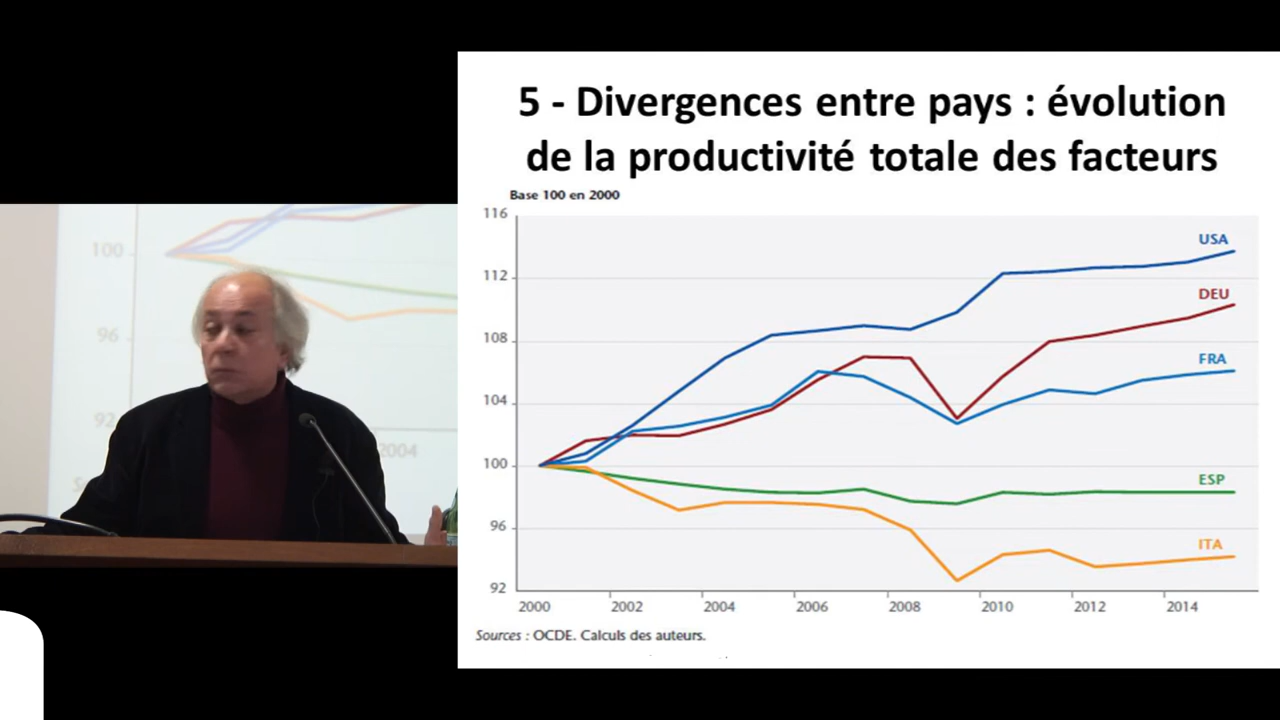 5 - Divergences entre pays : évolution
de la productivité totale des facteurs
Base 100 en 2000
116
112
108
104
100
96
92
USA
DEU
FRA
ESP
ITA
2000 2002 2004 2006 2008 2010 2012 2014
Sources : OCDE. Calculs des auteurs.
100
96
92
2004